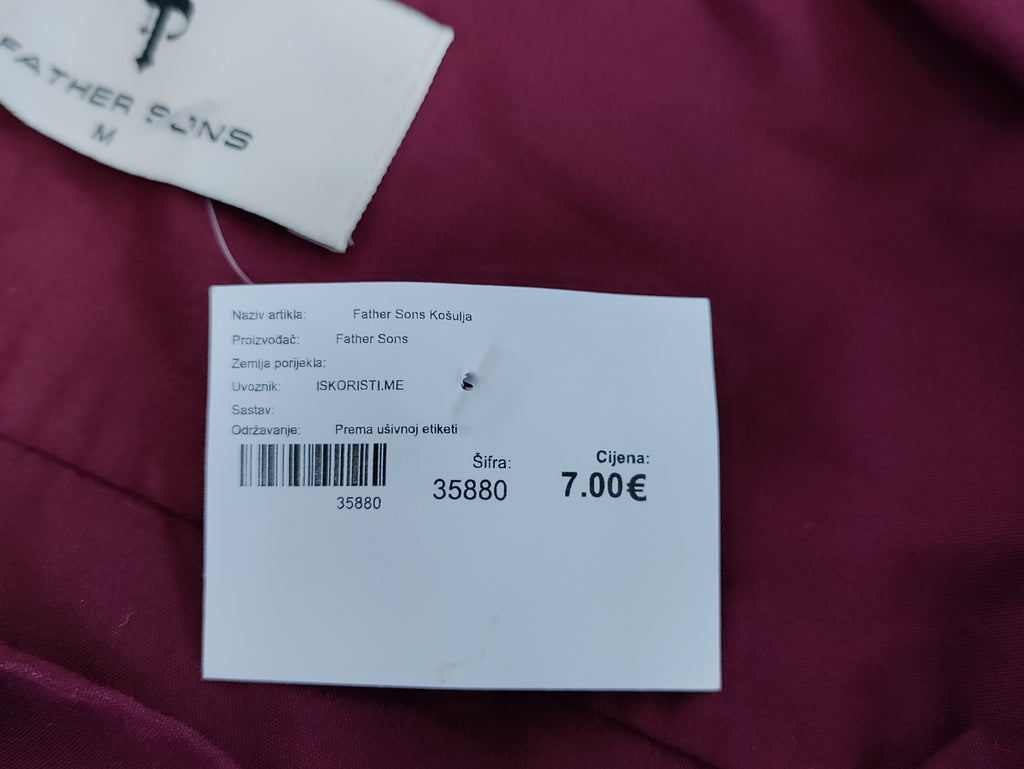 FATHER SONS
M
Naziv artikla: Father Sons Košulja
Proizvođač: Father Sons
Zemlja porijekla:
Uvoznik: ISKORISTI.ME
Sastav:
Održavanje: Prema ušivnoj etiketi
Šifra: Cijena:
35880 35880 7.00€